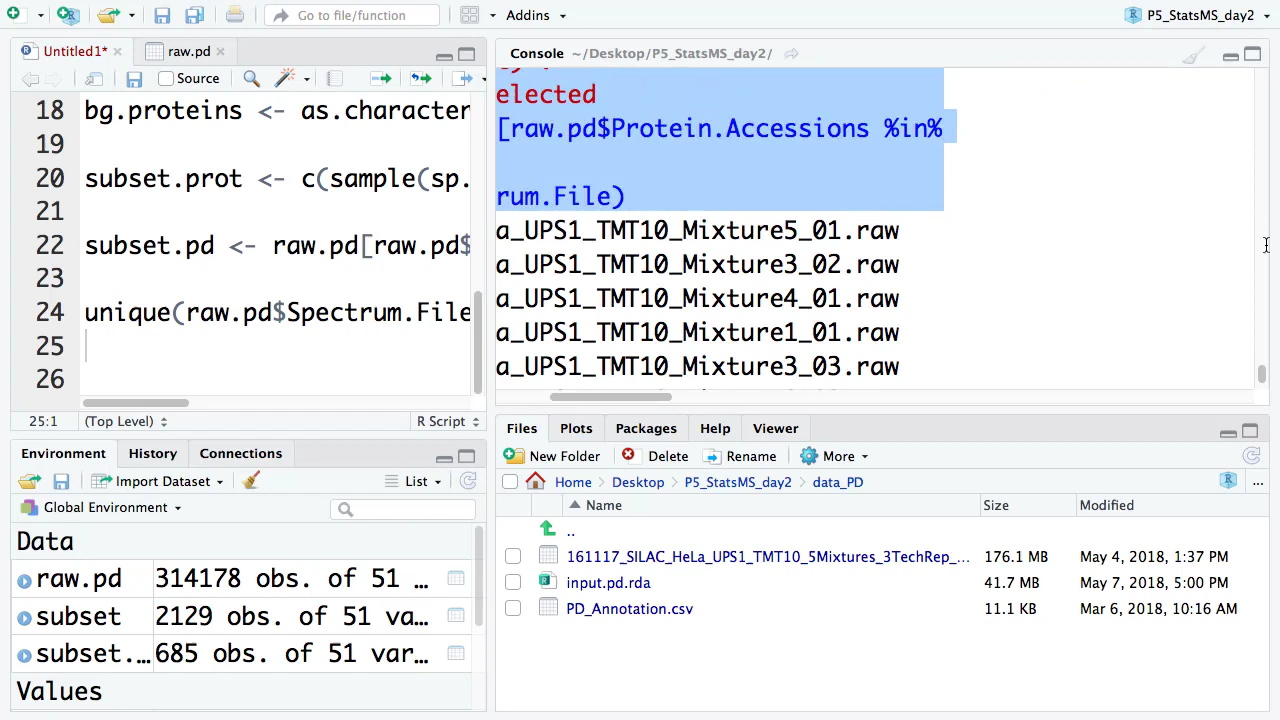 Go to file/function
Addins
P5_StatsMS_day2
Untitled1*
raw.pd
Source
18 bg.proteins <- as.character
19
20 subset.prot <- c(sample(sp.
21
22 subset.pd <- raw.pd[raw.pd$
23
24 unique(raw.pd$Spectrum.File
25
26
25:1 (Top Level) R Script
Console ~/Desktop/P5_StatsMS_day2/
elected
[raw.pd$Protein.Accessions %in%
rum.File)
a_UPS1_TMT10_Mixture5_01.raw
a_UPS1_TMT10_Mixture3_02.raw
a_UPS1_TMT10_Mixture4_01.raw
a_UPS1_TMT10_Mixture1_01.raw
a_UPS1_TMT10_Mixture3_03.raw
Environment History Connections
Import Dataset List
Global Environment
Data
raw.pd 314178 obs. of 51 ...
subset 2129 obs. of 51 va...
subset.... 685 obs. of 51 var...
Values
Files Plots Packages Help Viewer
New Folder Delete Rename More
Home Desktop P5_StatsMS_day2 data_PD ...
Name Size Modified
..
161117_SILAC_HeLa_UPS1_TMT10_5Mixtures_3TechRep_... 176.1 MB May 4, 2018, 1:37 PM
input.pd.rda 41.7 MB May 7, 2018, 5:00 PM
PD_Annotation.csv 11.1 KB Mar 6, 2018, 10:16 AM